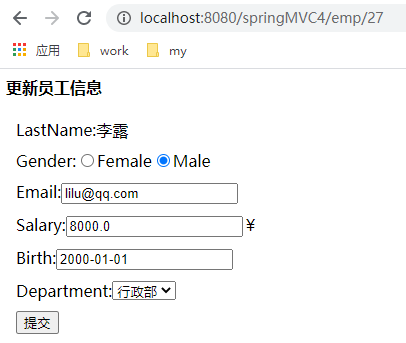 localhost:8080/springMVC4/emp/27
应用 work my
更新员工信息
LastName:李露
Gender: Female Male
Email:lilu@qq.com
Salary:8000.0 ¥
Birth:2000-01-01
Department:行政部
提交